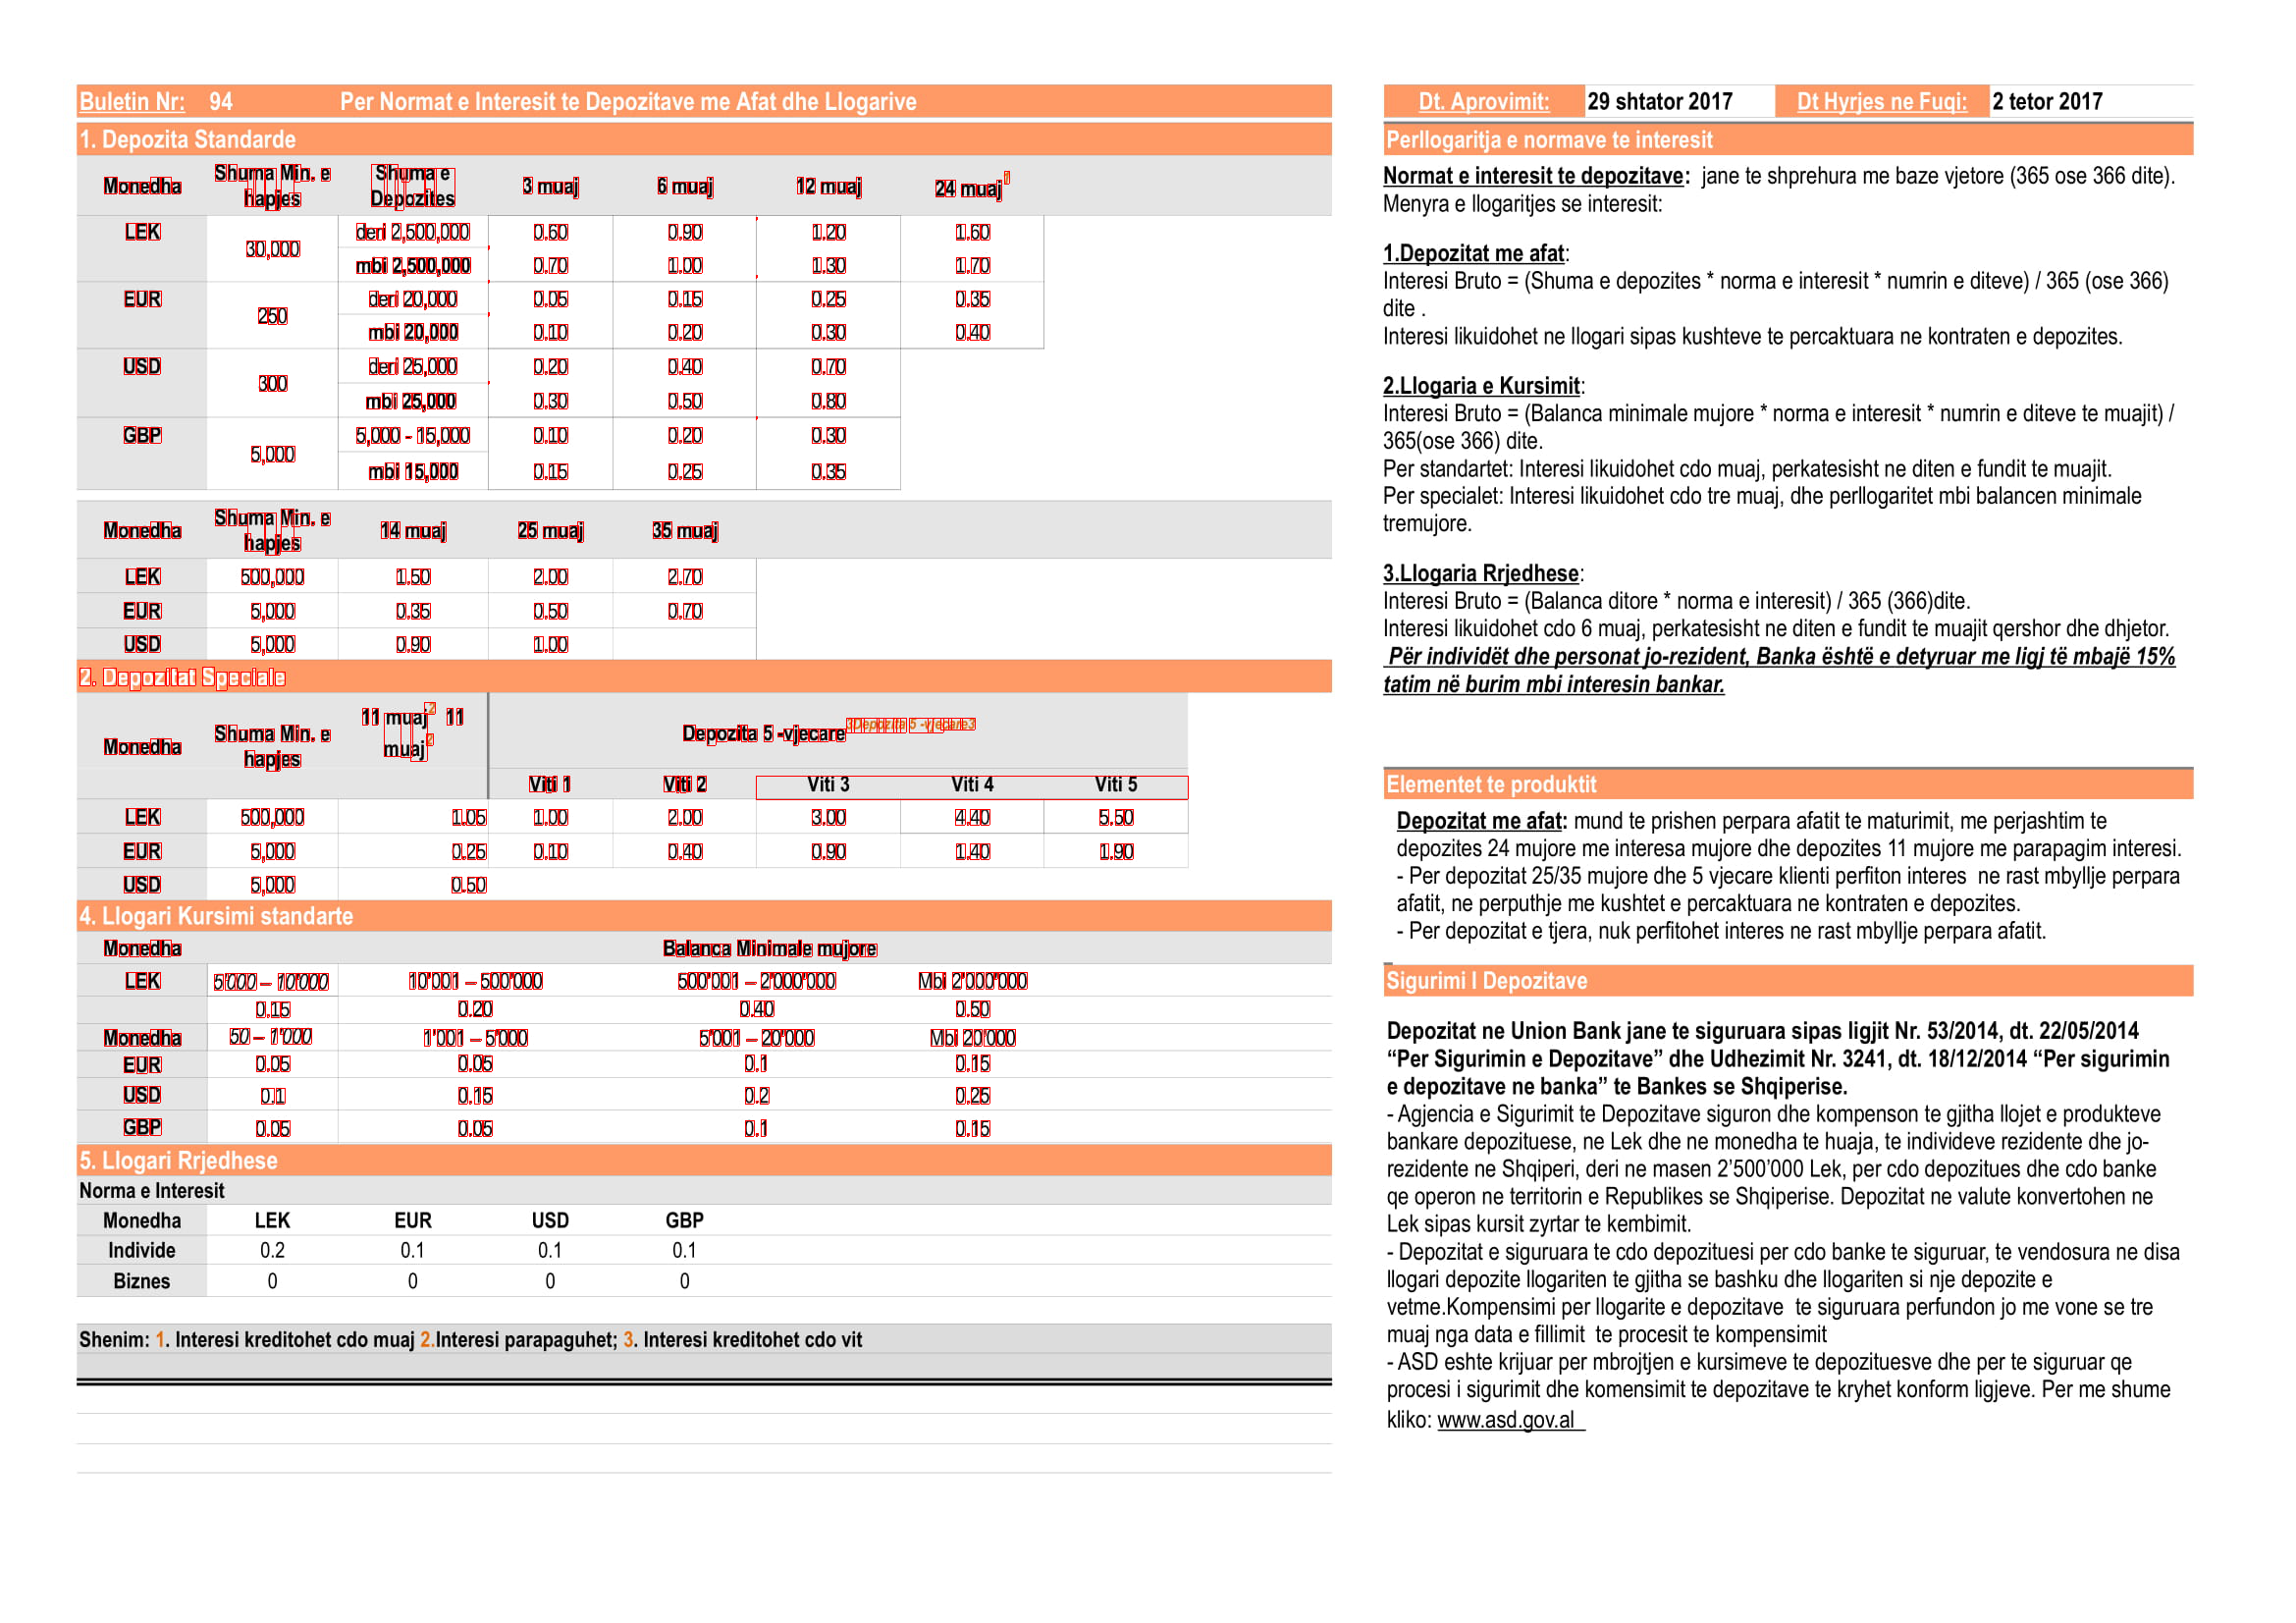 Buletin Nr: 94 Per Normat e Interesit te Depozitave me Afat dhe Llogarive
1. Depozita Standarde
Monedha Shuma Min. e hapjes Shuma e Depozites 3 muaj 6 muaj 12 muaj 24 muaj 1
LEK 30,000 deri 2,500,000 0.60 0.90 1.20 1.60
mbi 2,500,000 0.70 1.00 1.30 1.70
EUR 250 deri 20,000 0.05 0.15 0.25 0.35
mbi 20,000 0.10 0.20 0.30 0.40
USD 300 deri 25,000 0.20 0.40 0.70
mbi 25,000 0.30 0.50 0.80
GBP 5,000 5,000 - 15,000 0.10 0.20 0.30
mbi 15,000 0.15 0.25 0.35
Monedha Shuma Min. e hapjes 14 muaj 25 muaj 35 muaj
LEK 500,000 1.50 2.00 2.70
EUR 5,000 0.35 0.50 0.70
USD 5,000 0.90 1.00
2. Depozitat Speciale
Monedha Shuma Min. e hapjes 11 muaj2 11 muaj2 Depozita 5 -vjecare3Depozita 5 -vjecare3
Viti 1 Viti 2 Viti 3 Viti 4 Viti 5
LEK 500,000 1.05 1.00 2.00 3.00 4.40 5.50
EUR 5,000 0.25 0.10 0.40 0.90 1.40 1.90
USD 5,000 0.50
4. Llogari Kursimi standarte
Monedha Balanca Minimale mujore
LEK 5'000 – 10'000 10'001 – 500'000 500'001 – 2'000'000 Mbi 2'000'000
0.15 0.20 0.40 0.50
Monedha 50 – 1'000 1'001 – 5'000 5'001 – 20'000 Mbi 20'000
EUR 0.05 0.05 0.1 0.15
USD 0.1 0.15 0.2 0.25
GBP 0.05 0.05 0.1 0.15
5. Llogari Rrjedhese
Norma e Interesit
Monedha LEK EUR USD GBP
Individe 0.2 0.1 0.1 0.1
Biznes 0 0 0 0
Shenim: 1. Interesi kreditohet cdo muaj 2.Interesi parapaguhet; 3. Interesi kreditohet cdo vit
Dt. Aprovimit: 29 shtator 2017 Dt Hyrjes ne Fuqi: 2 tetor 2017
Perllogaritja e normave te interesit
Normat e interesit te depozitave: jane te shprehura me baze vjetore (365 ose 366 dite).
Menyra e llogaritjes se interesit:
1.Depozitat me afat:
Interesi Bruto = (Shuma e depozites * norma e interesit * numrin e diteve) / 365 (ose 366)
dite .
Interesi likuidohet ne llogari sipas kushteve te percaktuara ne kontraten e depozites.
2.Llogaria e Kursimit:
Interesi Bruto = (Balanca minimale mujore * norma e interesit * numrin e diteve te muajit) /
365(ose 366) dite.
Per standartet: Interesi likuidohet cdo muaj, perkatesisht ne diten e fundit te muajit.
Per specialet: Interesi likuidohet cdo tre muaj, dhe perllogaritet mbi balancen minimale
tremujore.
3.Llogaria Rrjedhese:
Interesi Bruto = (Balanca ditore * norma e interesit) / 365 (366)dite.
Interesi likuidohet cdo 6 muaj, perkatesisht ne diten e fundit te muajit qershor dhe dhjetor.
Për individët dhe personat jo-rezident, Banka është e detyruar me ligj të mbajë 15%
tatim në burim mbi interesin bankar.
Elementet te produktit
Depozitat me afat: mund te prishen perpara afatit te maturimit, me perjashtim te
depozites 24 mujore me interesa mujore dhe depozites 11 mujore me parapagim interesi.
- Per depozitat 25/35 mujore dhe 5 vjecare klienti perfiton interes ne rast mbyllje perpara
afatit, ne perputhje me kushtet e percaktuara ne kontraten e depozites.
- Per depozitat e tjera, nuk perfitohet interes ne rast mbyllje perpara afatit.
Sigurimi I Depozitave
Depozitat ne Union Bank jane te siguruara sipas ligjit Nr. 53/2014, dt. 22/05/2014
“Per Sigurimin e Depozitave” dhe Udhezimit Nr. 3241, dt. 18/12/2014 “Per sigurimin
e depozitave ne banka” te Bankes se Shqiperise.
- Agjencia e Sigurimit te Depozitave siguron dhe kompenson te gjitha llojet e produkteve
bankare depozituese, ne Lek dhe ne monedha te huaja, te individeve rezidente dhe jo-
rezidente ne Shqiperi, deri ne masen 2’500’000 Lek, per cdo depozitues dhe cdo banke
qe operon ne territorin e Republikes se Shqiperise. Depozitat ne valute konvertohen ne
Lek sipas kursit zyrtar te kembimit.
- Depozitat e siguruara te cdo depozituesi per cdo banke te siguruar, te vendosura ne disa
llogari depozite llogariten te gjitha se bashku dhe llogariten si nje depozite e
vetme.Kompensimi per llogarite e depozitave te siguruara perfundon jo me vone se tre
muaj nga data e fillimit te procesit te kompensimit
- ASD eshte krijuar per mbrojtjen e kursimeve te depozituesve dhe per te siguruar qe
procesi i sigurimit dhe komensimit te depozitave te kryhet konform ligjeve. Per me shume
kliko: www.asd.gov.al